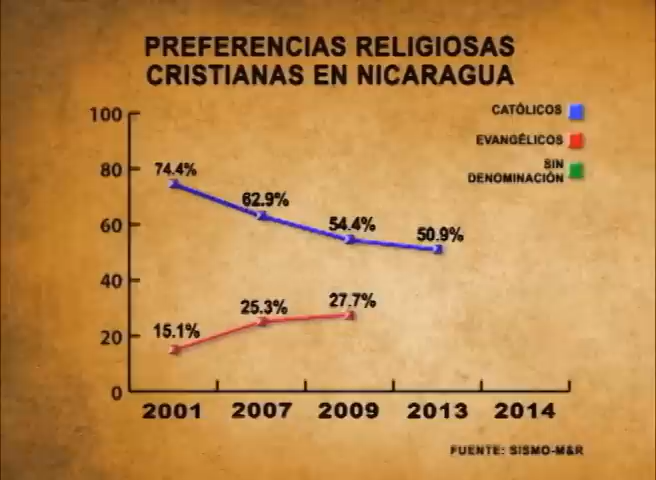 PREFERENCIAS RELIGIOSAS
CRISTIANAS EN NICARAGUA
CATÓLICOS
EVANGÉLICOS
SIN
DENOMINACIÓN
100
80
60
40
20
0
74.4%
62.9%
54.4%
50.9%
15.1%
25.3%
27.7%
2001 2007 2009 2013 2014
FUENTE: SISMO-M&R